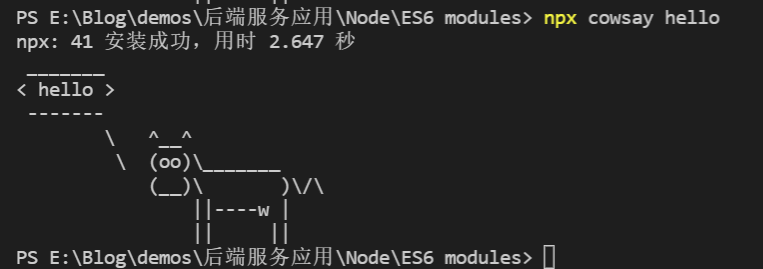 PS E:\Blog\demos\后端服务应用\Node\ES6 modules> npx cowsay hello
npx: 41 安装成功，用时 2.647 秒
 _______
< hello >
 -------
        \   ^__^
         \  (oo)\_______
            (__)\       )\/\
                ||----w |
                ||     ||
PS E:\Blog\demos\后端服务应用\Node\ES6 modules>